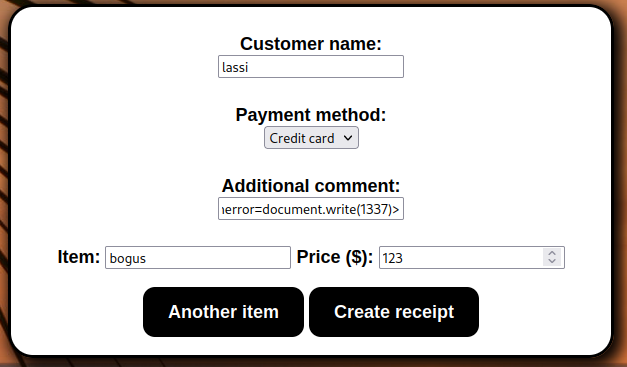 Customer name:
lassi
Payment method:
Credit card
Additional comment:
error=document.write(1337)>
Item: bogus Price ($): 123
Another item Create receipt